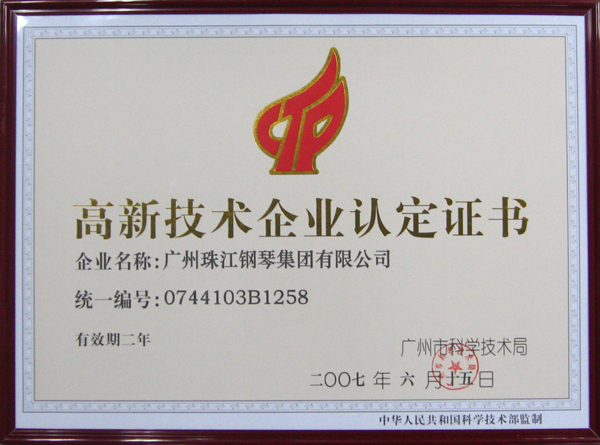 高新技术企业认定证书
企业名称:广州珠江钢琴集团有限公司
统一编号:0744103B1258
有效期二年
广州市科学技术局
二〇〇七年六月十五日
中华人民共和国科学技术部监制